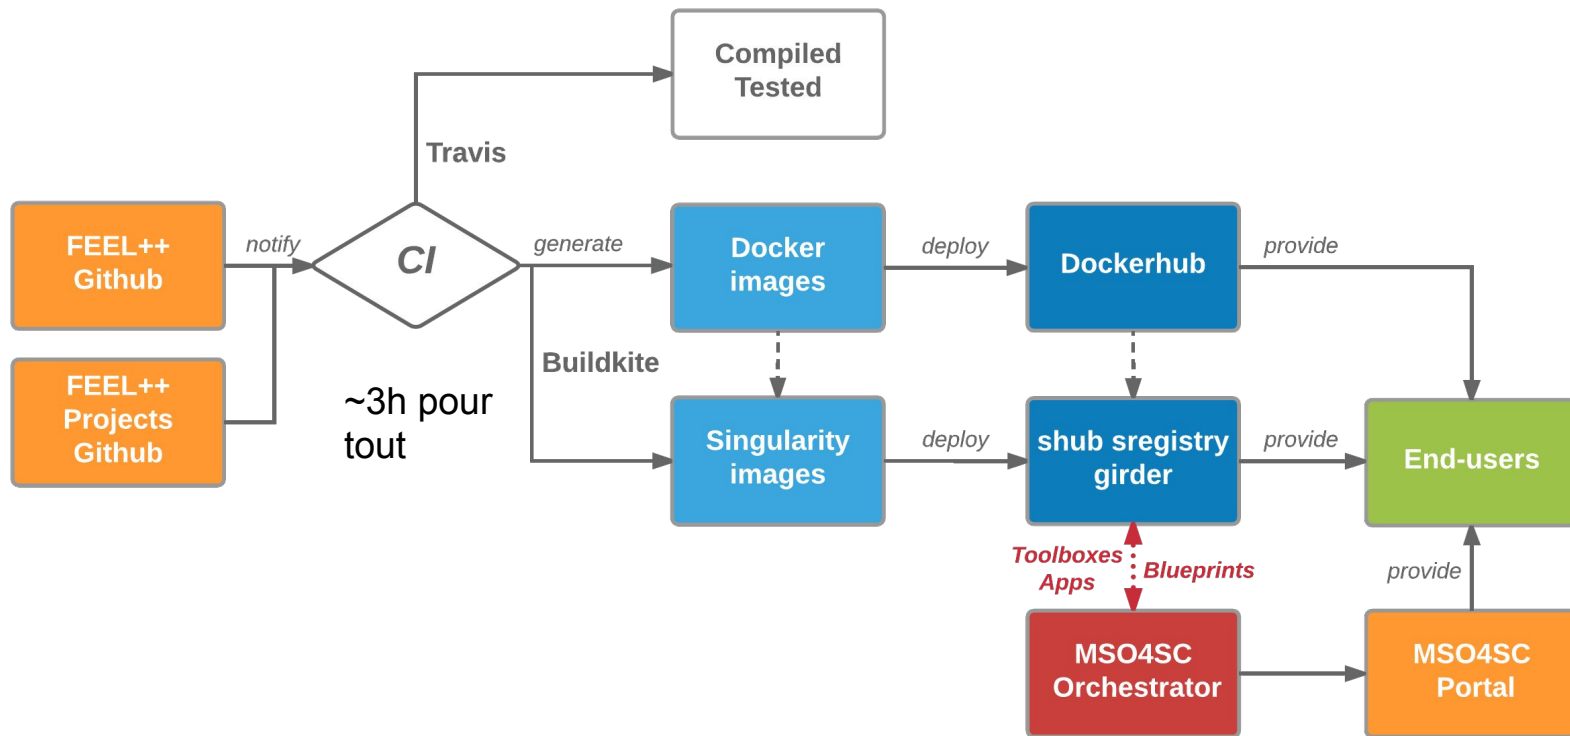 Compiled
Tested
Travis
FEEL++
Github
notify
CI
generate
Docker
images
deploy
Dockerhub
provide
FEEL++
Projects
Github
~3h pour
tout
Buildkite
Singularity
images
deploy
shub sregistry
girder
provide
End-users
Toolboxes
Apps
Blueprints
provide
MSO4SC
Orchestrator
MSO4SC
Portal